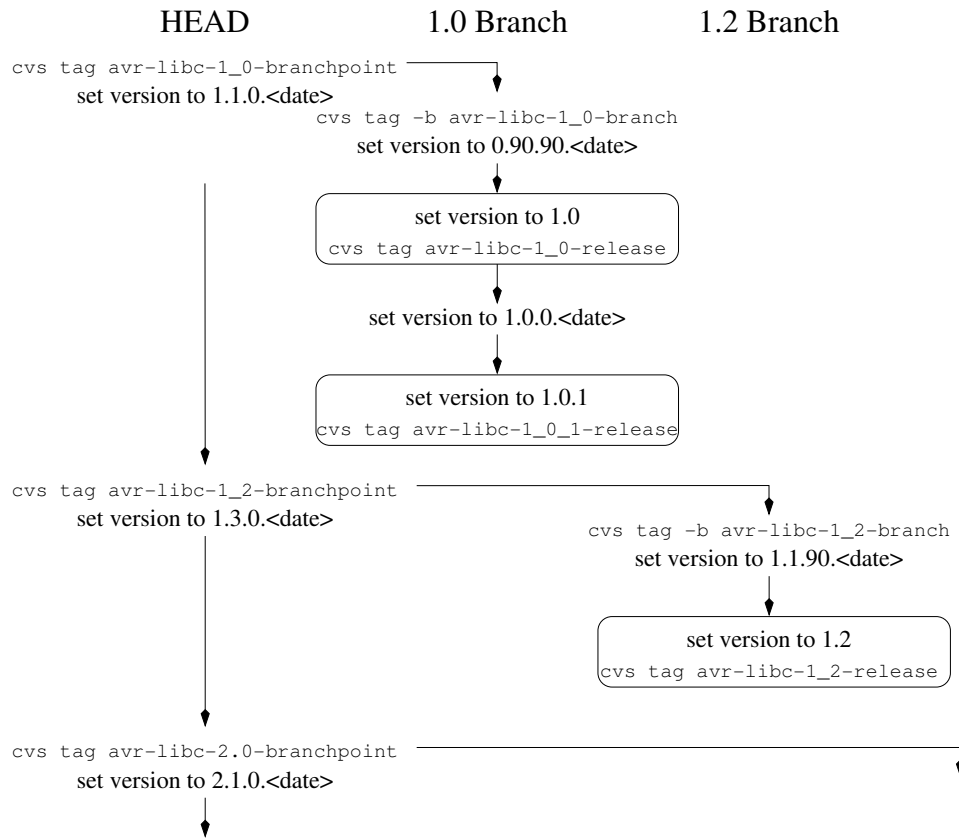 HEAD 1.0 Branch 1.2 Branch
cvs tag avr-libc-1_0-branchpoint
set version to 1.1.0.<date>
cvs tag -b avr-libc-1_0-branch
set version to 0.90.90.<date>
set version to 1.0
cvs tag avr-libc-1_0-release
set version to 1.0.0.<date>
set version to 1.0.1
cvs tag avr-libc-1_0_1-release
cvs tag avr-libc-1_2-branchpoint
set version to 1.3.0.<date>
cvs tag -b avr-libc-1_2-branch
set version to 1.1.90.<date>
set version to 1.2
cvs tag avr-libc-1_2-release
cvs tag avr-libc-2.0-branchpoint
set version to 2.1.0.<date>